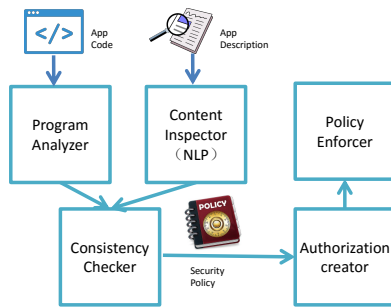 </>
App
Code
App
Description
Program
Analyzer
Content
Inspector
（NLP）
Policy
Enforcer
POLICY
Consistency
Checker
Security
Policy
Authorization
creator